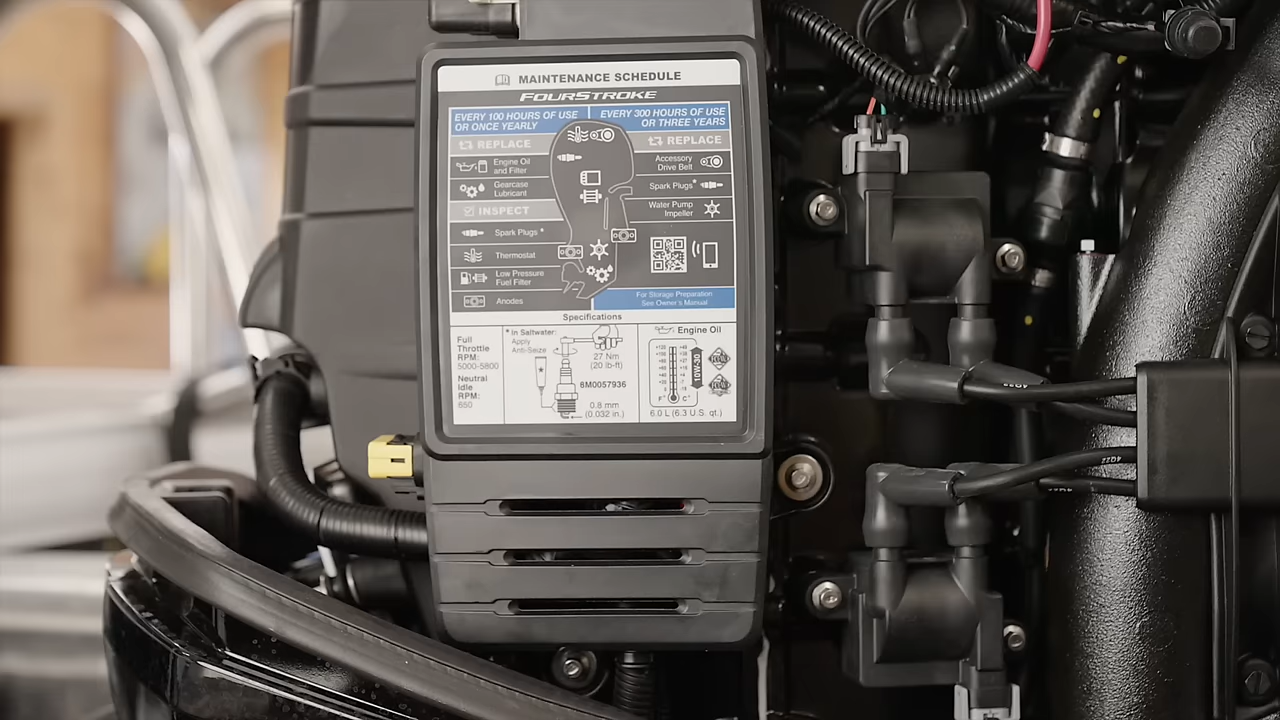 MAINTENANCE SCHEDULE
FOURSTROKE
EVERY 100 HOURS OF USE
OR ONCE YEARLY
REPLACE
Engine Oil
and Filter
Gearcase
Lubricant
INSPECT
Spark Plugs *
Thermostat
Low Pressure
Fuel Filter
Anodes
EVERY 300 HOURS OF USE
OR THREE YEARS
REPLACE
Accessory
Drive Belt
Spark Plugs*
Water Pump
Impeller
For Storage Preparation
See Owner's Manual
Specifications
Full
Throttle
RPM:
5000-5800
Neutral
Idle
RPM:
650
* In Saltwater:
Apply
Anti-Seize
27 Nm
(20 lb-ft)
8M0057936
0.8 mm
(0.032 in.)
Engine Oil
10W-30
F° C°
6.0 L (6.3 U.S. qt.)
4Q22
4Q22